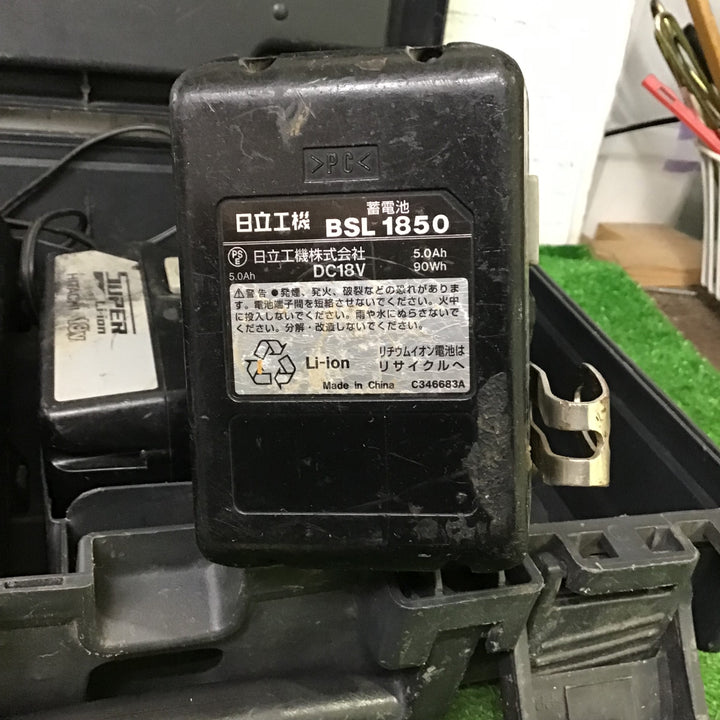 >PC<
蓄電池
日立工機 BSL 1850
PS
E
日立工機株式会社 5.0Ah
5.0Ah DC18V 90Wh
⚠警告 ●発煙、発火、破裂などの恐れがありま
す。電池端子間を短絡させないでください。火中
に投入しないでください。雨や水にぬらさないで
ください。分解・改造しないでください。
Li-ion
リチウムイオン電池は
リサイクルへ
Made in China C346683A
SUPER
Li-ion
HITACHI 18V